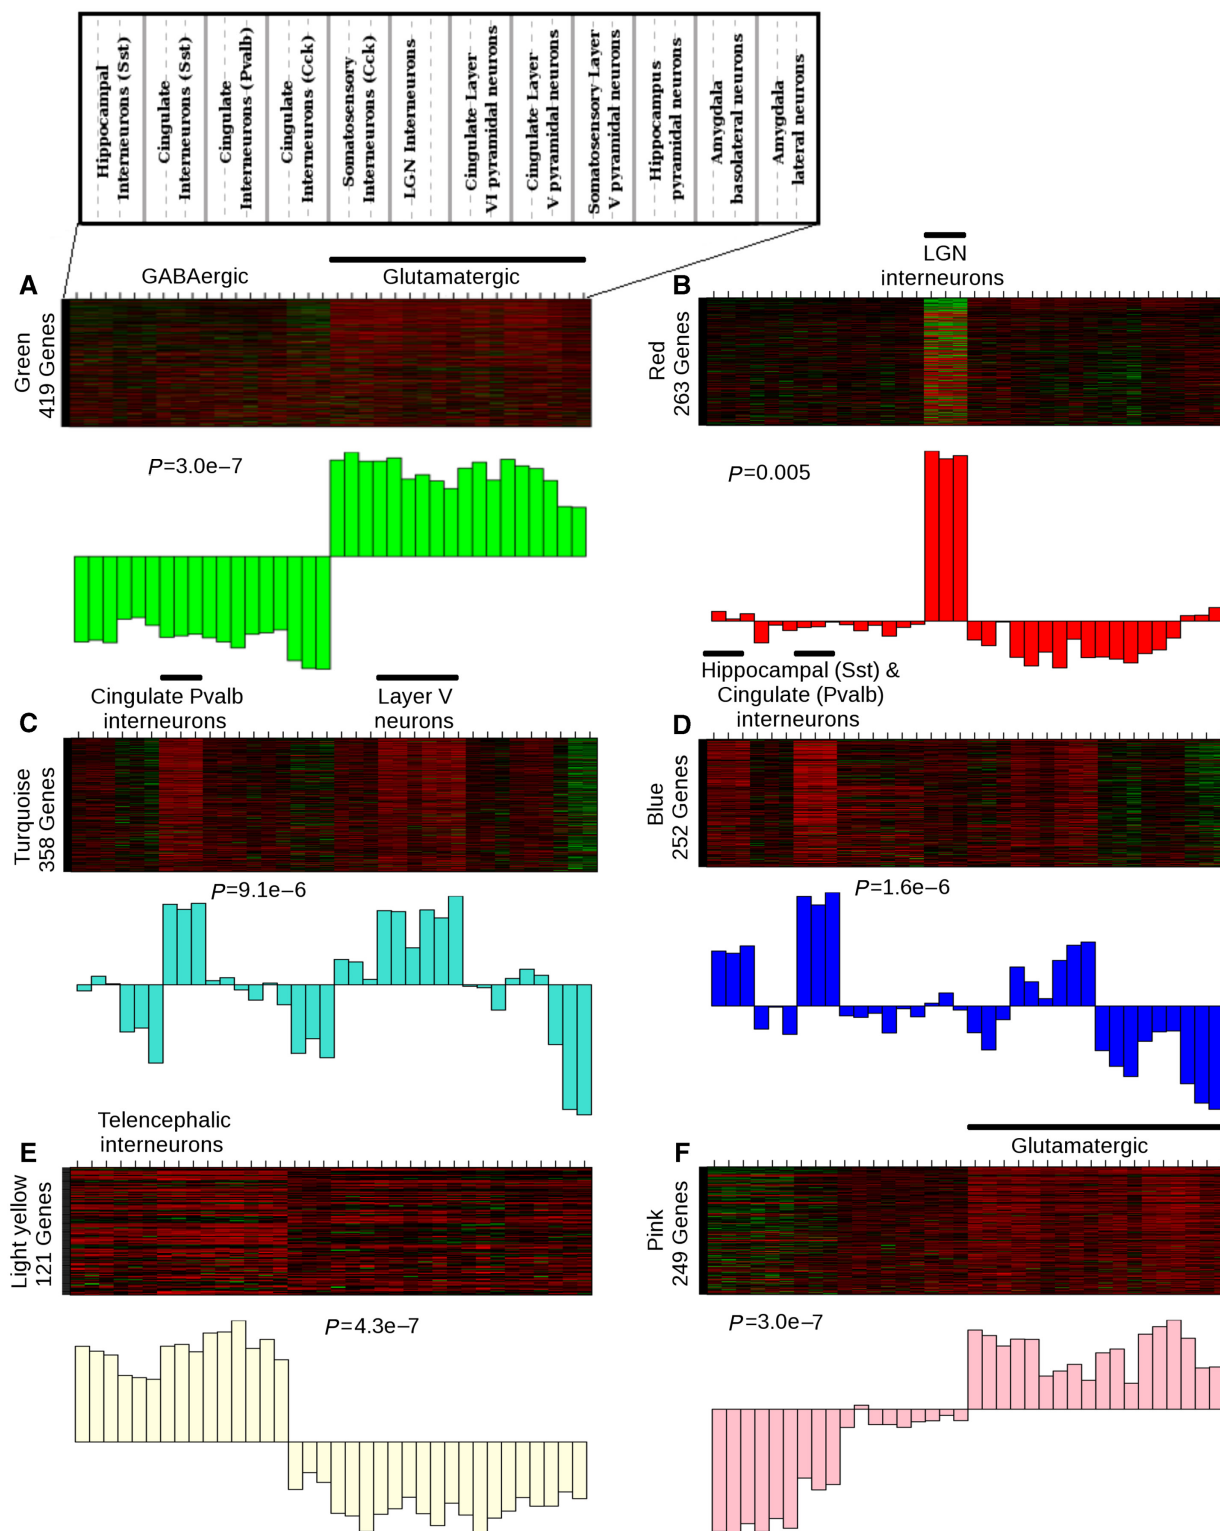 Hippocampal
Interneurons (Sst)
Cingulate
Interneurons (Sst)
Cingulate
Interneurons (Pvalb)
Cingulate
Interneurons (Cck)
Somatosensory
Interneurons (Cck)
LGN Interneurons
Cingulate Layer
VI pyramidal neurons
Cingulate Layer
V pyramidal neurons
Somatosensory Layer
V pyramidal neurons
Hippocampus
pyramidal neurons
Amygdala
basolateral neurons
Amygdala
lateral neurons
A
GABAergic
Glutamatergic
Green
419 Genes
P=3.0e−7
B
LGN
interneurons
Red
263 Genes
P=0.005
C
Cingulate Pvalb
interneurons
Layer V
neurons
Turquoise
358 Genes
P=9.1e−6
D
Hippocampal (Sst) &
Cingulate (Pvalb)
interneurons
Blue
252 Genes
P=1.6e−6
E
Telencephalic
interneurons
Light yellow
121 Genes
P=4.3e−7
F
Glutamatergic
Pink
249 Genes
P=3.0e−7